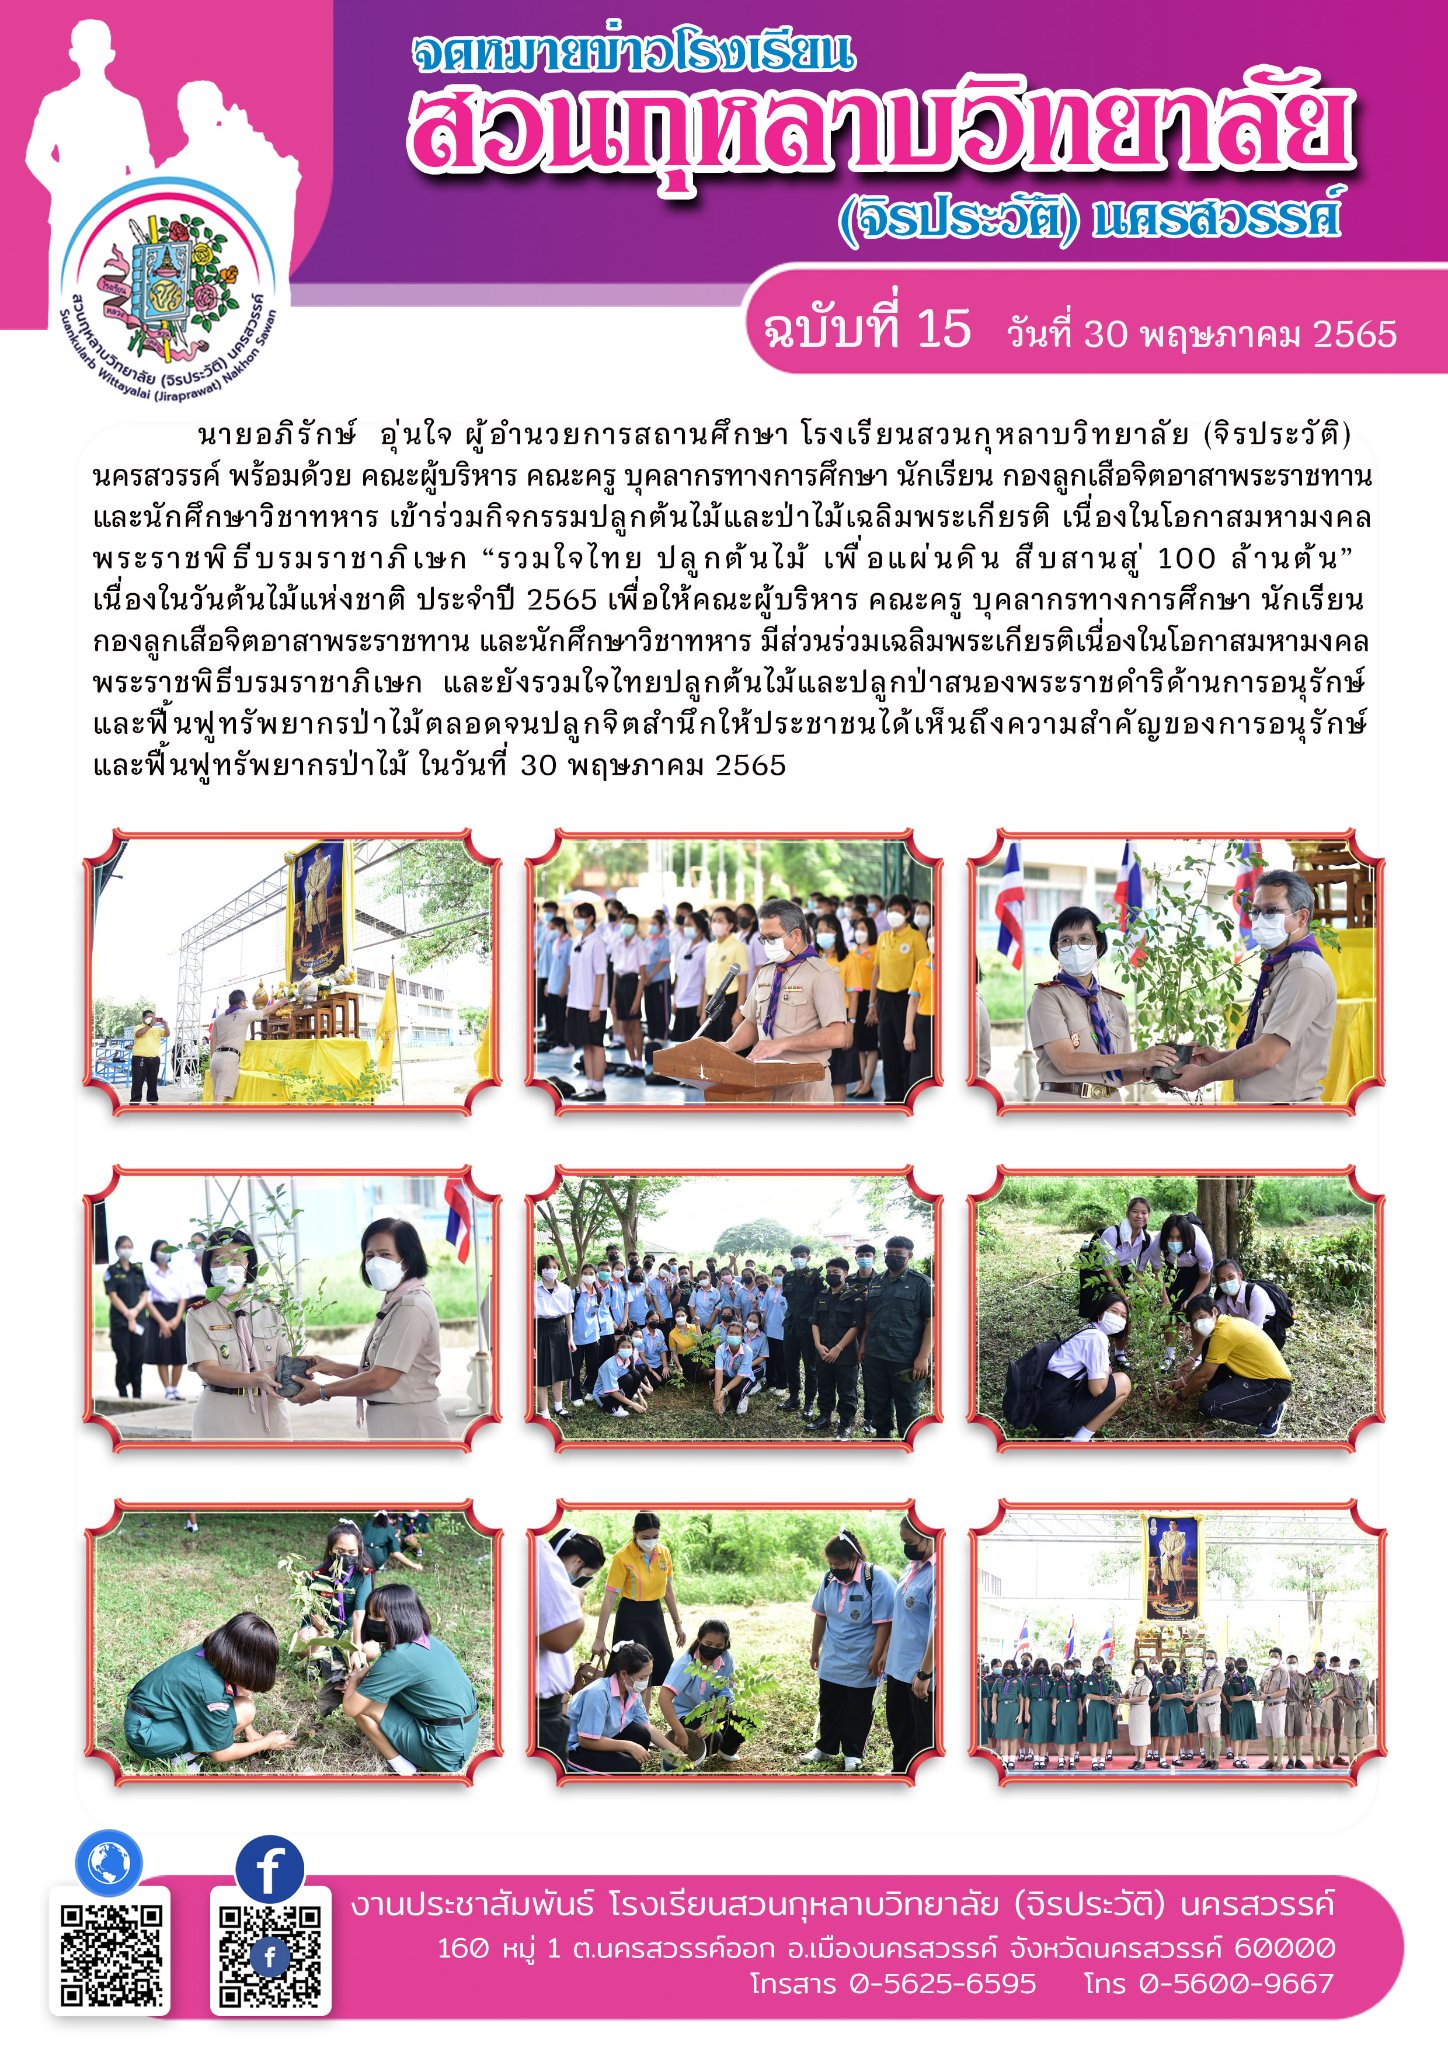 จดหมายข่าวโรงเรียน
สวนกุหลาบวิทยาลัย
(จิรประวัติ) นครสวรรค์
ฉบับที่ 15 วันที่ 30 พฤษภาคม 2565
โรงเรียน
หลวง
สวนกุหลาบวิทยาลัย (จิรประวัติ) นครสวรรค์
Suankularb Wittayalai (Jiraprawat) Nakhon Sawan
นายอภิรักษ์ อุ่นใจ ผู้อำนวยการสถานศึกษา โรงเรียนสวนกุหลาบวิทยาลัย (จิรประวัติ)
นครสวรรค์ พร้อมด้วย คณะผู้บริหาร คณะครู บุคลากรทางการศึกษา นักเรียน กองลูกเสือจิตอาสาพระราชทาน
และนักศึกษาวิชาทหาร เข้าร่วมกิจกรรมปลูกต้นไม้และป่าไม้เฉลิมพระเกียรติ เนื่องในโอกาสมหามงคล
พระราชพิธีบรมราชาภิเษก “รวมใจไทย ปลูกต้นไม้ เพื่อแผ่นดิน สืบสานสู่ 100 ล้านต้น”
เนื่องในวันต้นไม้แห่งชาติ ประจำปี 2565 เพื่อให้คณะผู้บริหาร คณะครู บุคลากรทางการศึกษา นักเรียน
กองลูกเสือจิตอาสาพระราชทาน และนักศึกษาวิชาทหาร มีส่วนร่วมเฉลิมพระเกียรติเนื่องในโอกาสมหามงคล
พระราชพิธีบรมราชาภิเษก และยังรวมใจไทยปลูกต้นไม้และปลูกป่าสนองพระราชดำริด้านการอนุรักษ์
และฟื้นฟูทรัพยากรป่าไม้ตลอดจนปลูกจิตสำนึกให้ประชาชนได้เห็นถึงความสำคัญของการอนุรักษ์
และฟื้นฟูทรัพยากรป่าไม้ ในวันที่ 30 พฤษภาคม 2565
งานประชาสัมพันธ์ โรงเรียนสวนกุหลาบวิทยาลัย (จิรประวัติ) นครสวรรค์
160 หมู่ 1 ต.นครสวรรค์ออก อ.เมืองนครสวรรค์ จังหวัดนครสวรรค์ 60000
โทรสาร 0-5625-6595 โทร 0-5600-9667